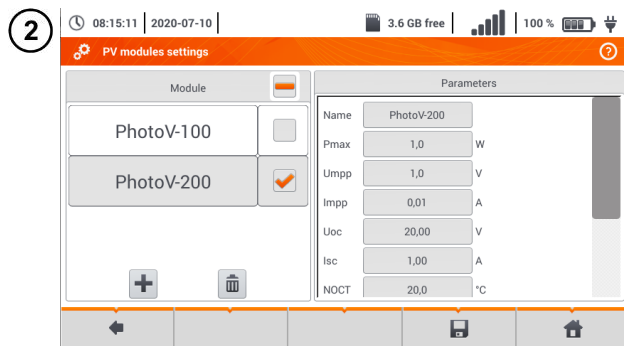 2
08:15:11 2020-07-10 3.6 GB free 100 %
PV modules settings ?
Module Parameters
PhotoV-100
PhotoV-200
Name PhotoV-200
Pmax 1,0 W
Umpp 1,0 V
Impp 0,01 A
Uoc 20,00 V
Isc 1,00 A
NOCT 20,0 °C